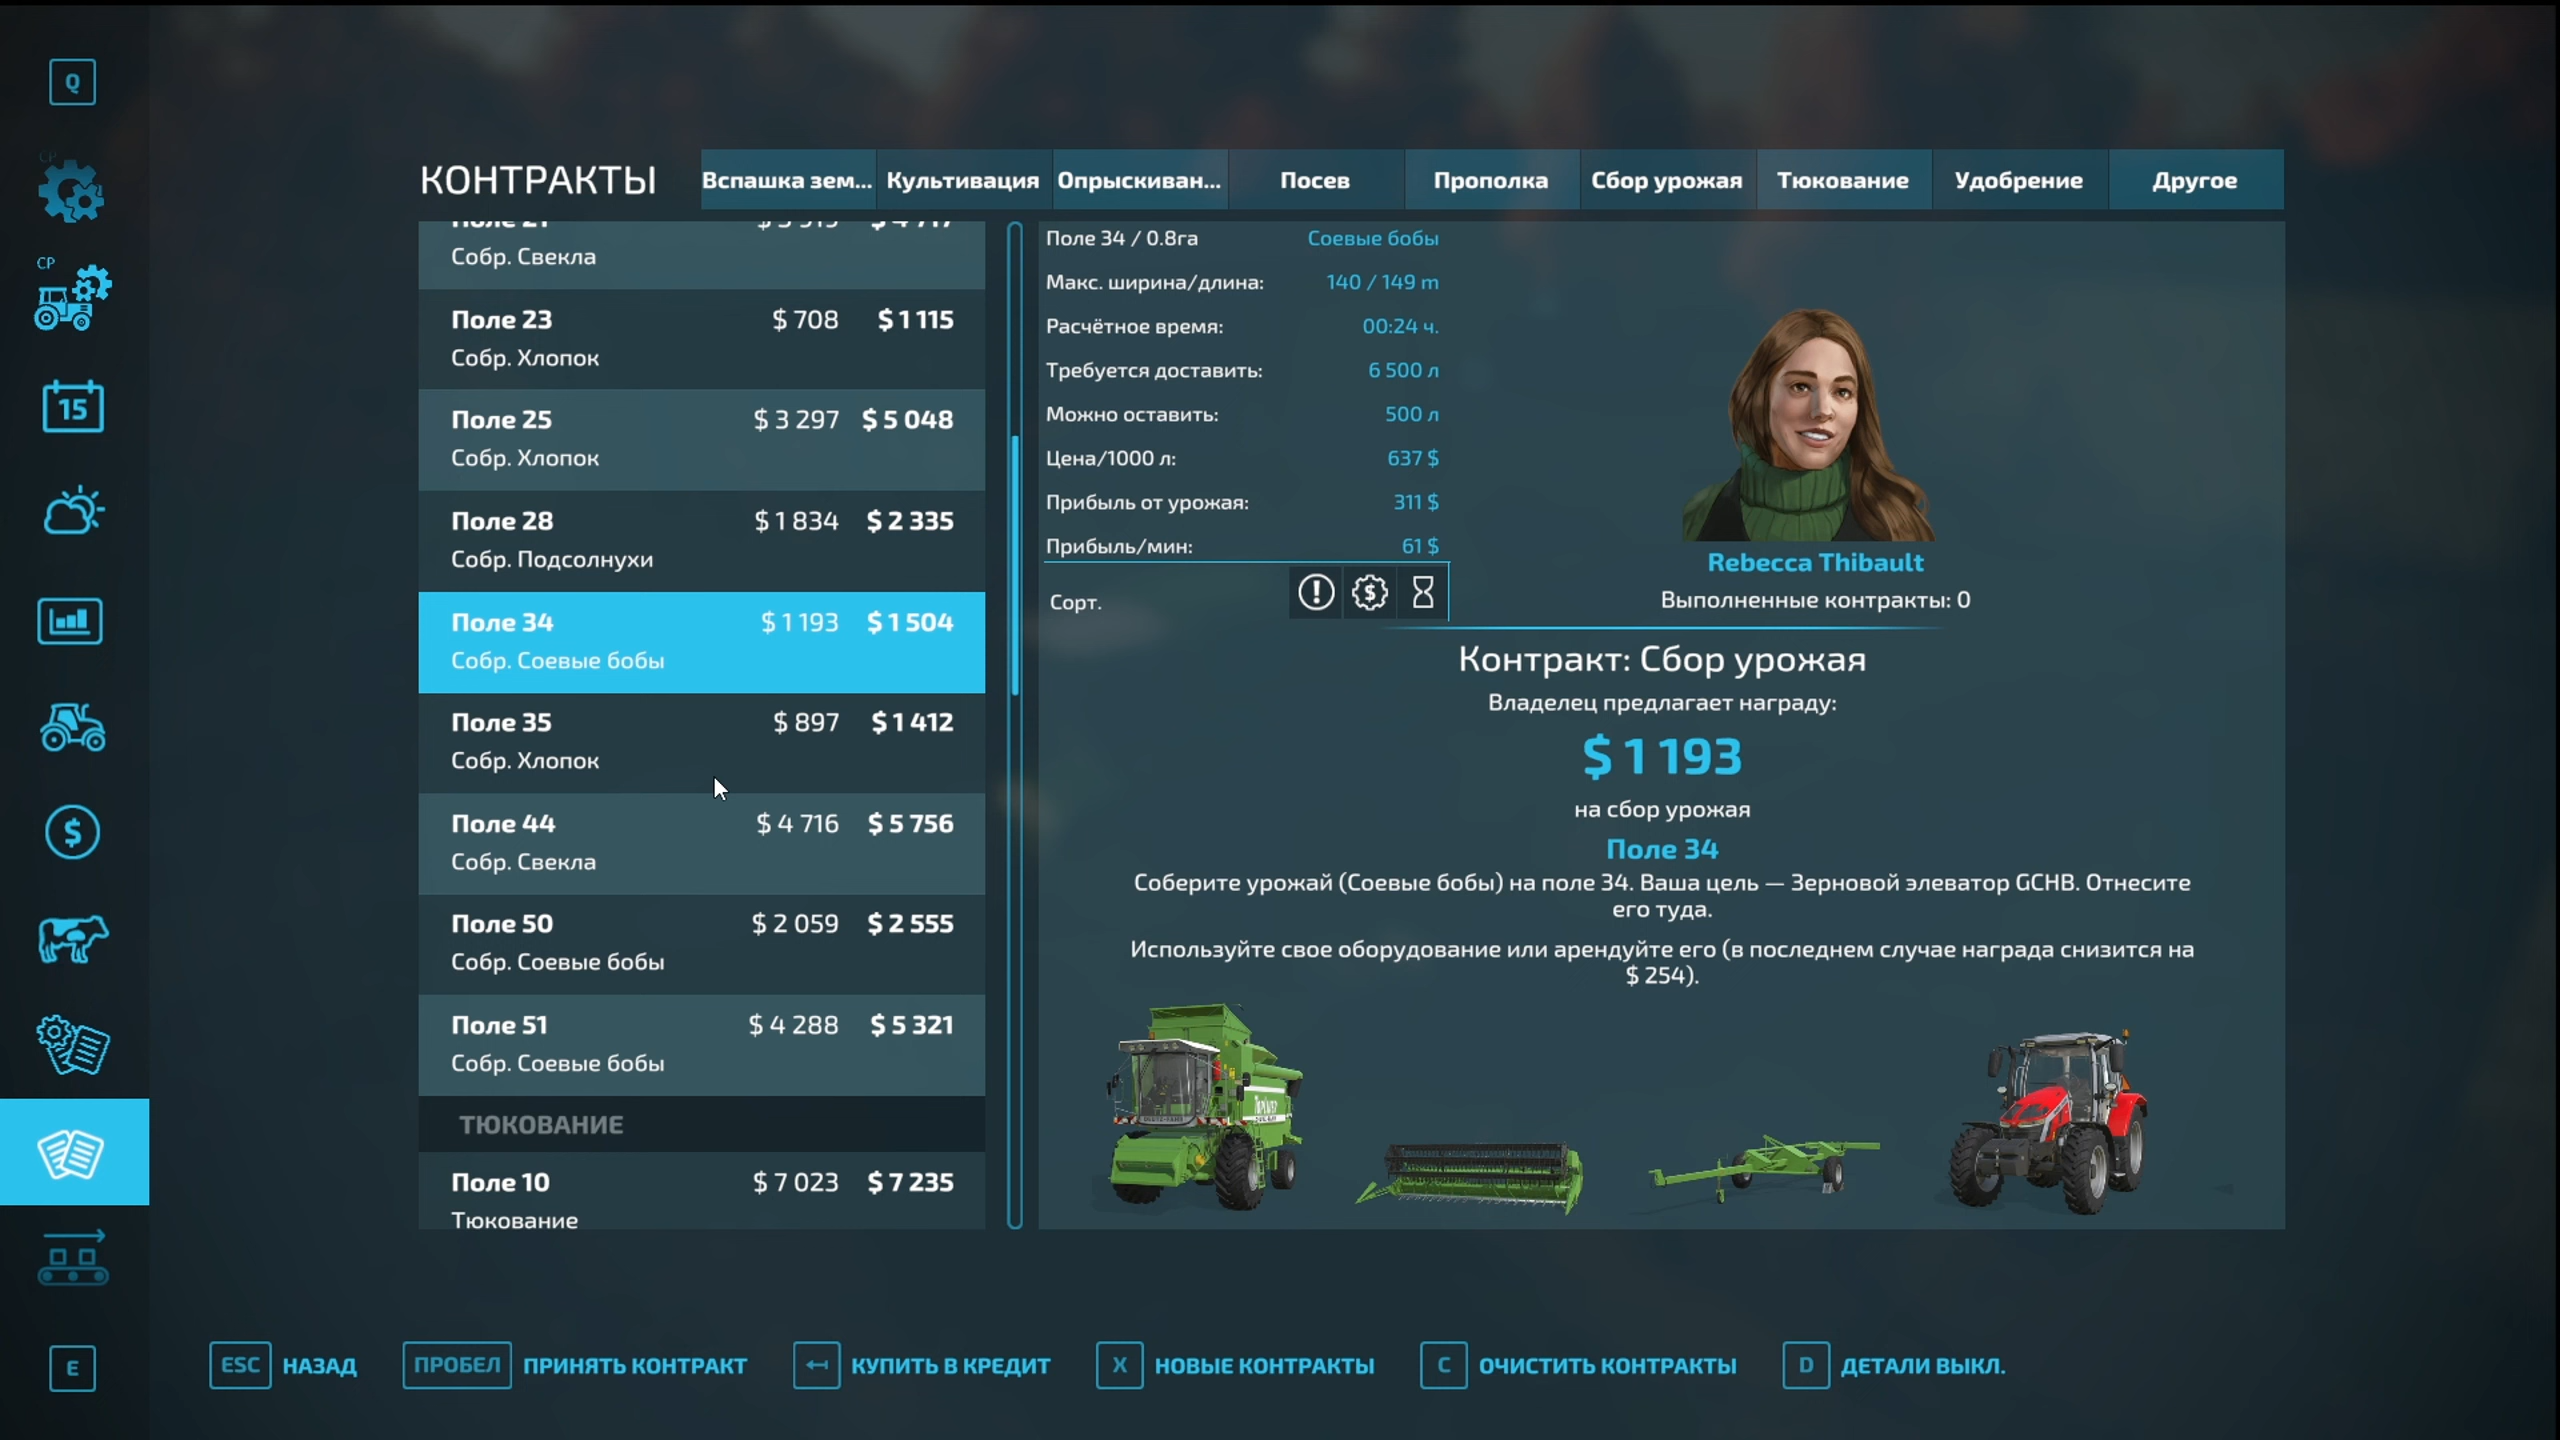 Q
КОНТРАКТЫ
Вспашка зем...
Культивация
Опрыскиван...
Посев
Прополка
Сбор урожая
Тюкование
Удобрение
Другое
CP
CP
15
Собр. Свекла
Поле 23 $ 708 $ 1 115
Собр. Хлопок
Поле 25 $ 3 297 $ 5 048
Собр. Хлопок
Поле 28 $ 1 834 $ 2 335
Собр. Подсолнухи
Поле 34 $ 1 193 $ 1 504
Собр. Соевые бобы
Поле 35 $ 897 $ 1 412
Собр. Хлопок
Поле 44 $ 4 716 $ 5 756
Собр. Свекла
Поле 50 $ 2 059 $ 2 555
Собр. Соевые бобы
Поле 51 $ 4 288 $ 5 321
Собр. Соевые бобы
ТЮКОВАНИЕ
Поле 10 $ 7 023 $ 7 235
Тюкование
Поле 34 / 0.8га Соевые бобы
Макс. ширина/длина: 140 / 149 m
Расчётное время: 00:24 ч.
Требуется доставить: 6 500 л
Можно оставить: 500 л
Цена/1000 л: 637 $
Прибыль от урожая: 311 $
Прибыль/мин: 61 $
Сорт.
Rebecca Thibault
Выполненные контракты: 0
Контракт: Сбор урожая
Владелец предлагает награду:
$ 1 193
на сбор урожая
Поле 34
Соберите урожай (Соевые бобы) на поле 34. Ваша цель — Зерновой элеватор GCHB. Отнесите
его туда.
Используйте свое оборудование или арендуйте его (в последнем случае награда снизится на
$ 254).
E
ESC НАЗАД
ПРОБЕЛ ПРИНЯТЬ КОНТРАКТ
КУПИТЬ В КРЕДИТ
X НОВЫЕ КОНТРАКТЫ
C ОЧИСТИТЬ КОНТРАКТЫ
D ДЕТАЛИ ВЫКЛ.